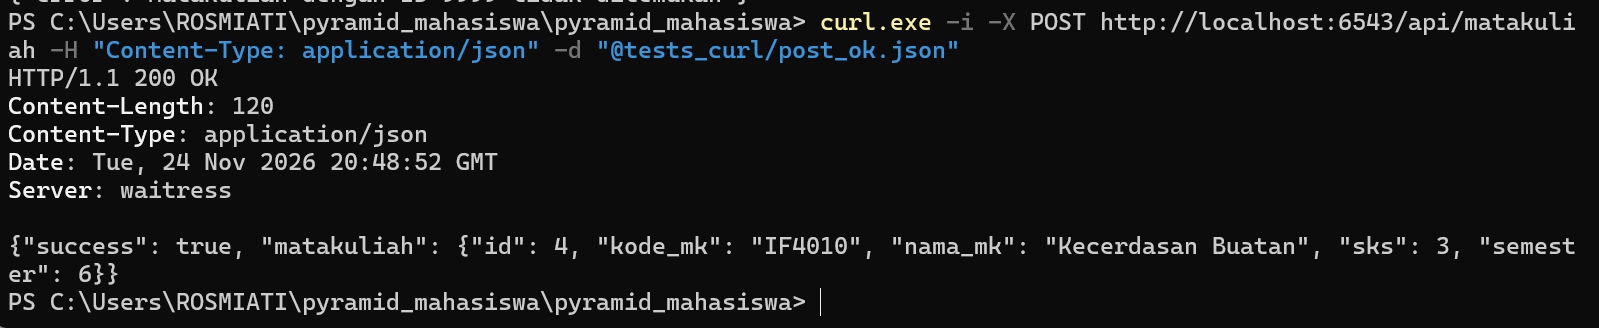 PS C:\Users\ROSMIATI\pyramid_mahasiswa\pyramid_mahasiswa> curl.exe -i -X POST http://localhost:6543/api/matakuli
ah -H "Content-Type: application/json" -d "@tests_curl/post_ok.json"
HTTP/1.1 200 OK
Content-Length: 120
Content-Type: application/json
Date: Tue, 24 Nov 2026 20:48:52 GMT
Server: waitress
{"success": true, "matakuliah": {"id": 4, "kode_mk": "IF4010", "nama_mk": "Kecerdasan Buatan", "sks": 3, "semest
er": 6}}
PS C:\Users\ROSMIATI\pyramid_mahasiswa\pyramid_mahasiswa>